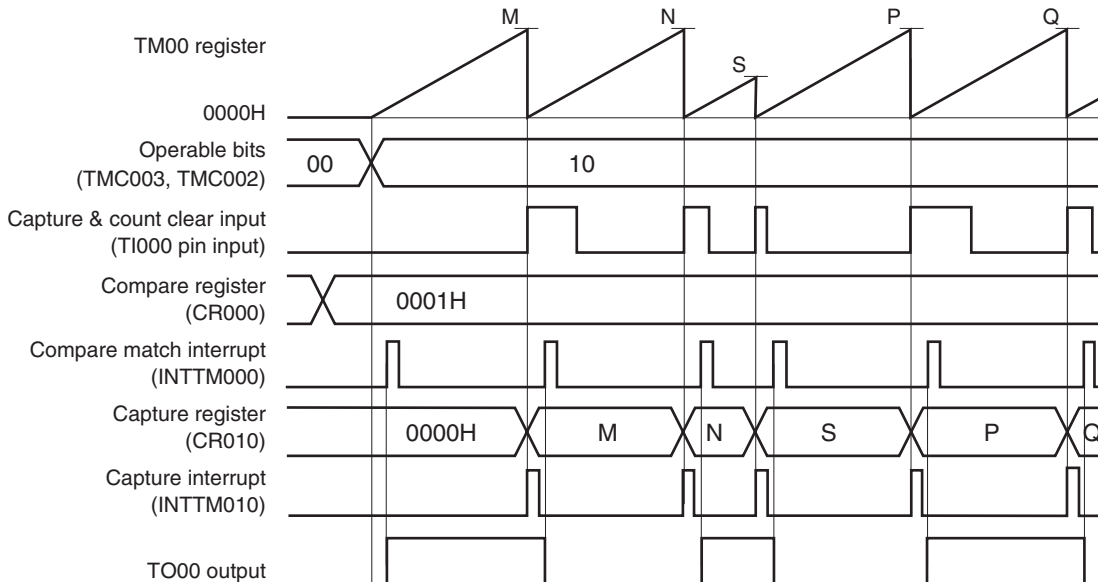 M N P Q
S
TM00 register
0000H
Operable bits
(TMC003, TMC002)
00 10
Capture & count clear input
(TI000 pin input)
Compare register
(CR000)
0001H
Compare match interrupt
(INTTM000)
Capture register
(CR010)
0000H M N S P Q
Capture interrupt
(INTTM010)
TO00 output